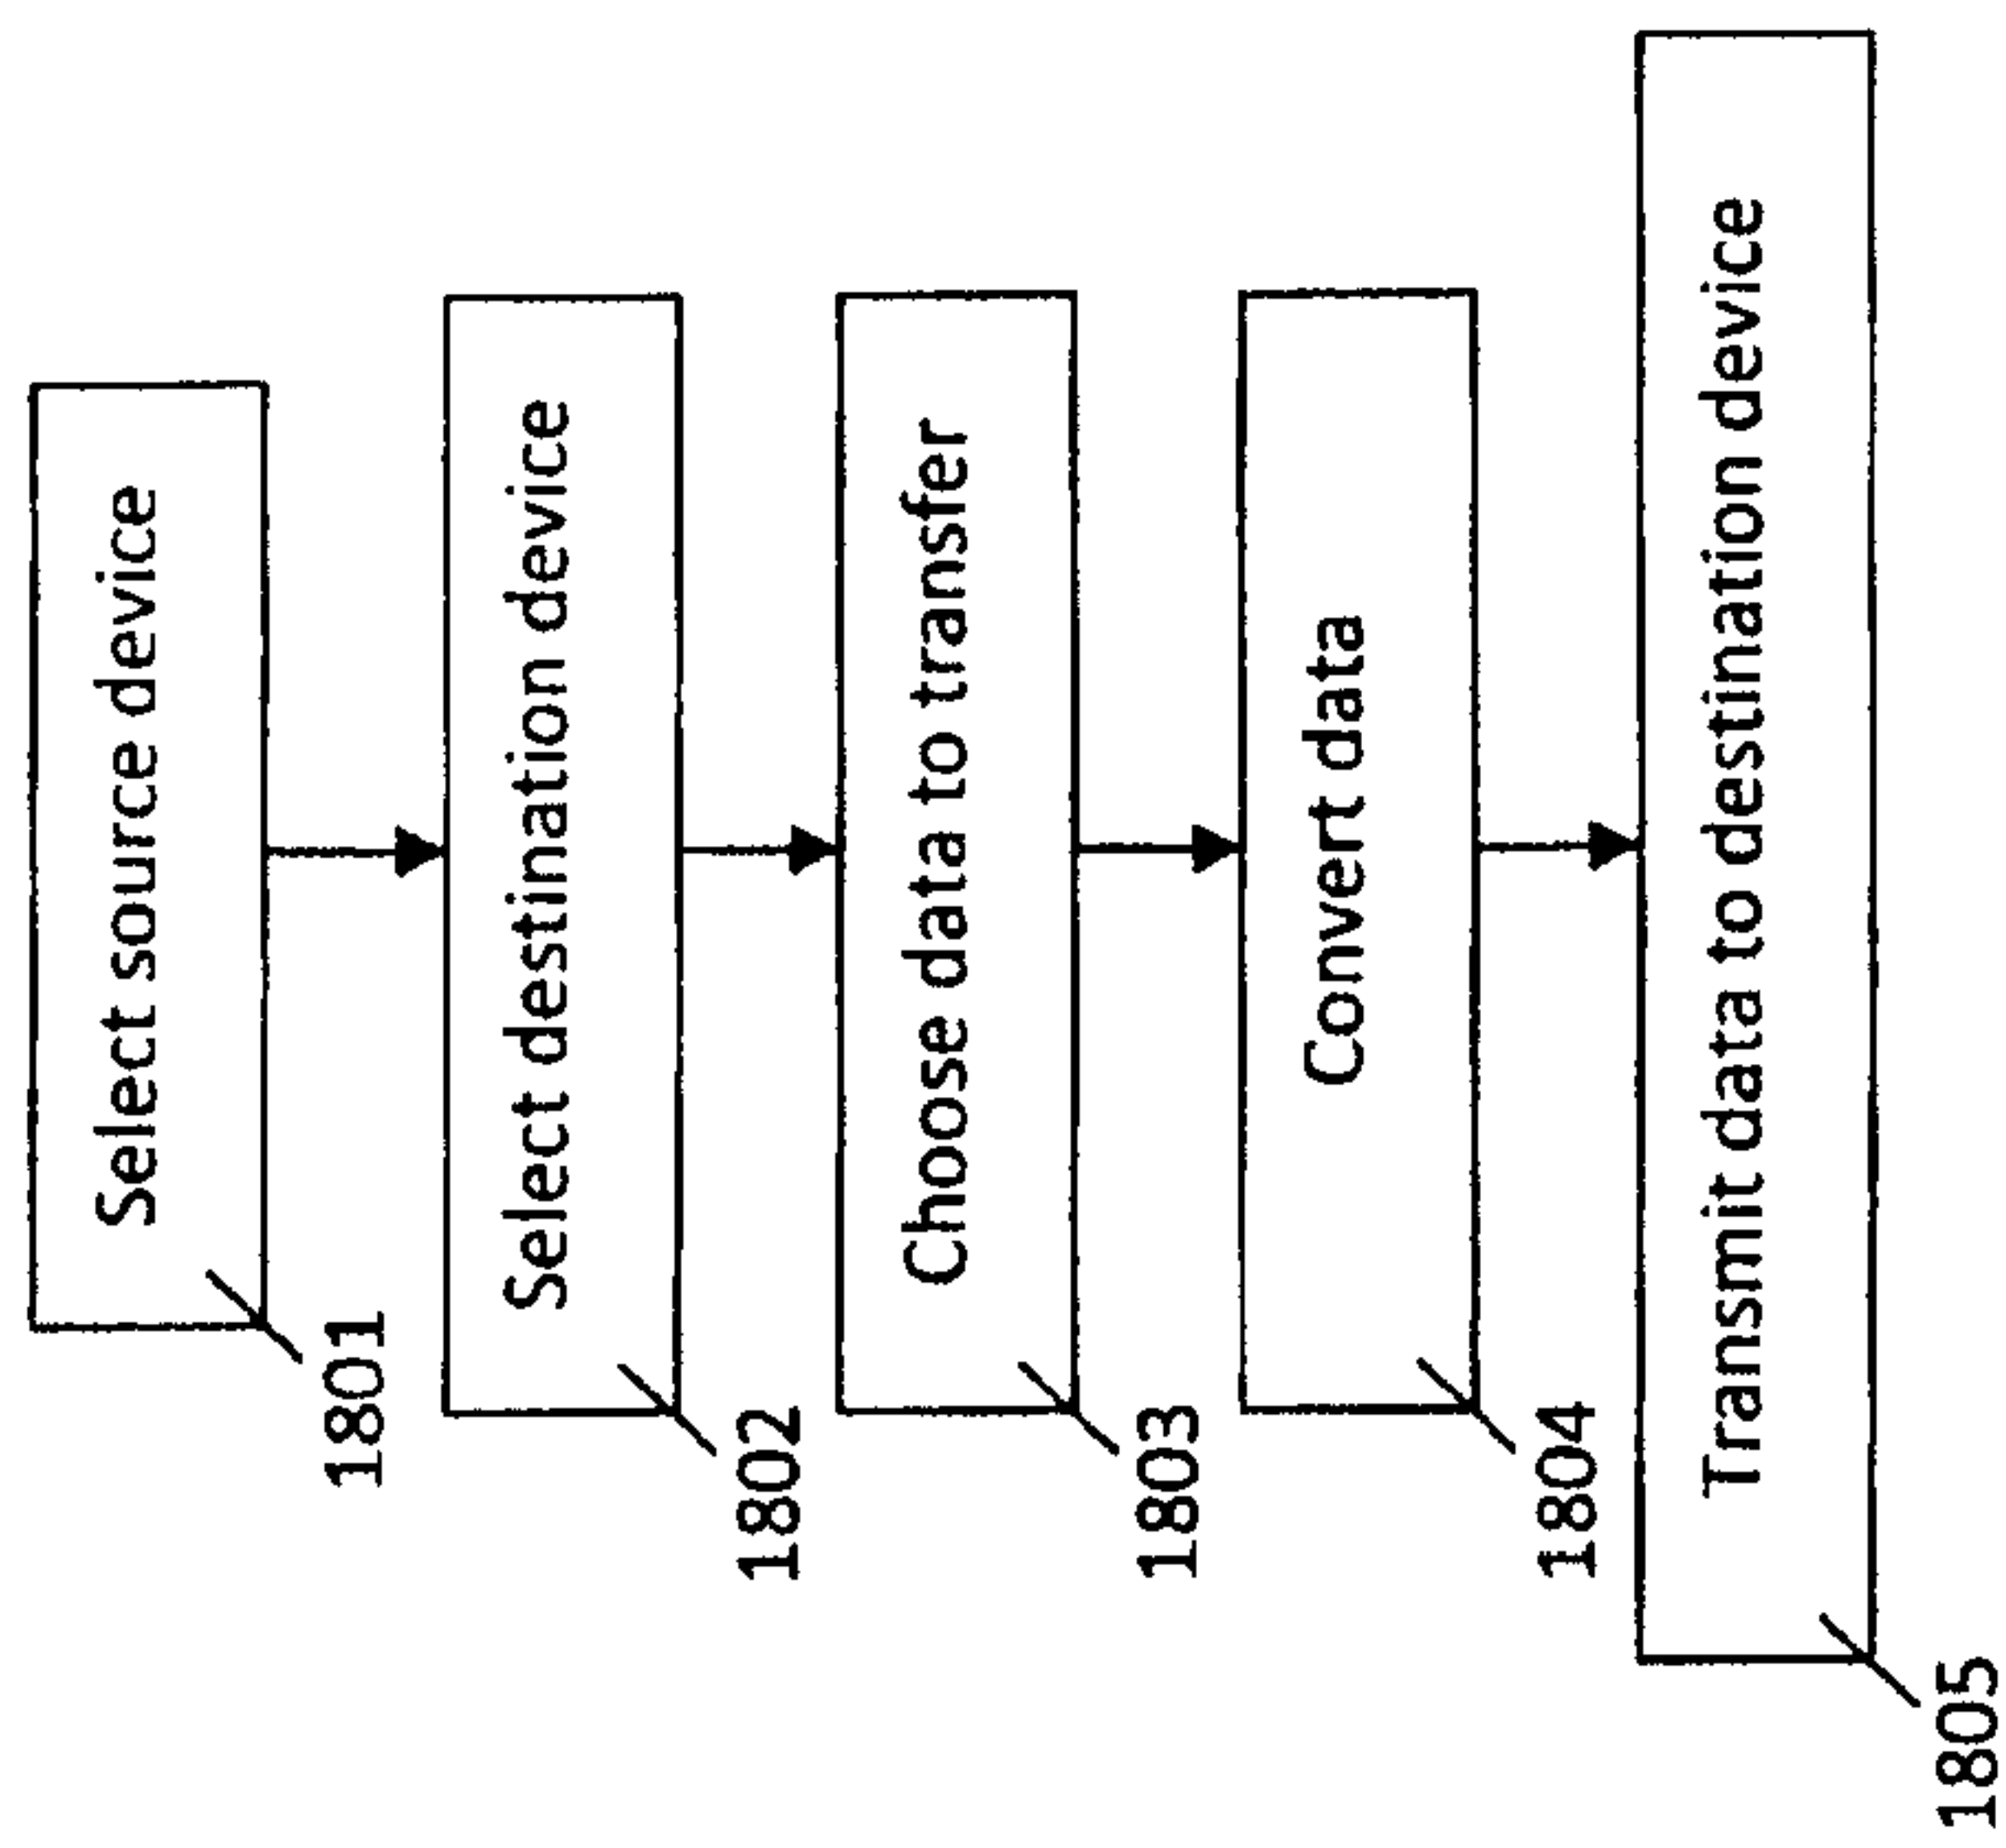 Select source device
1801
Select destination device
1802
Choose data to transfer
1803
Convert data
1804
Transmit data to destination device
1805